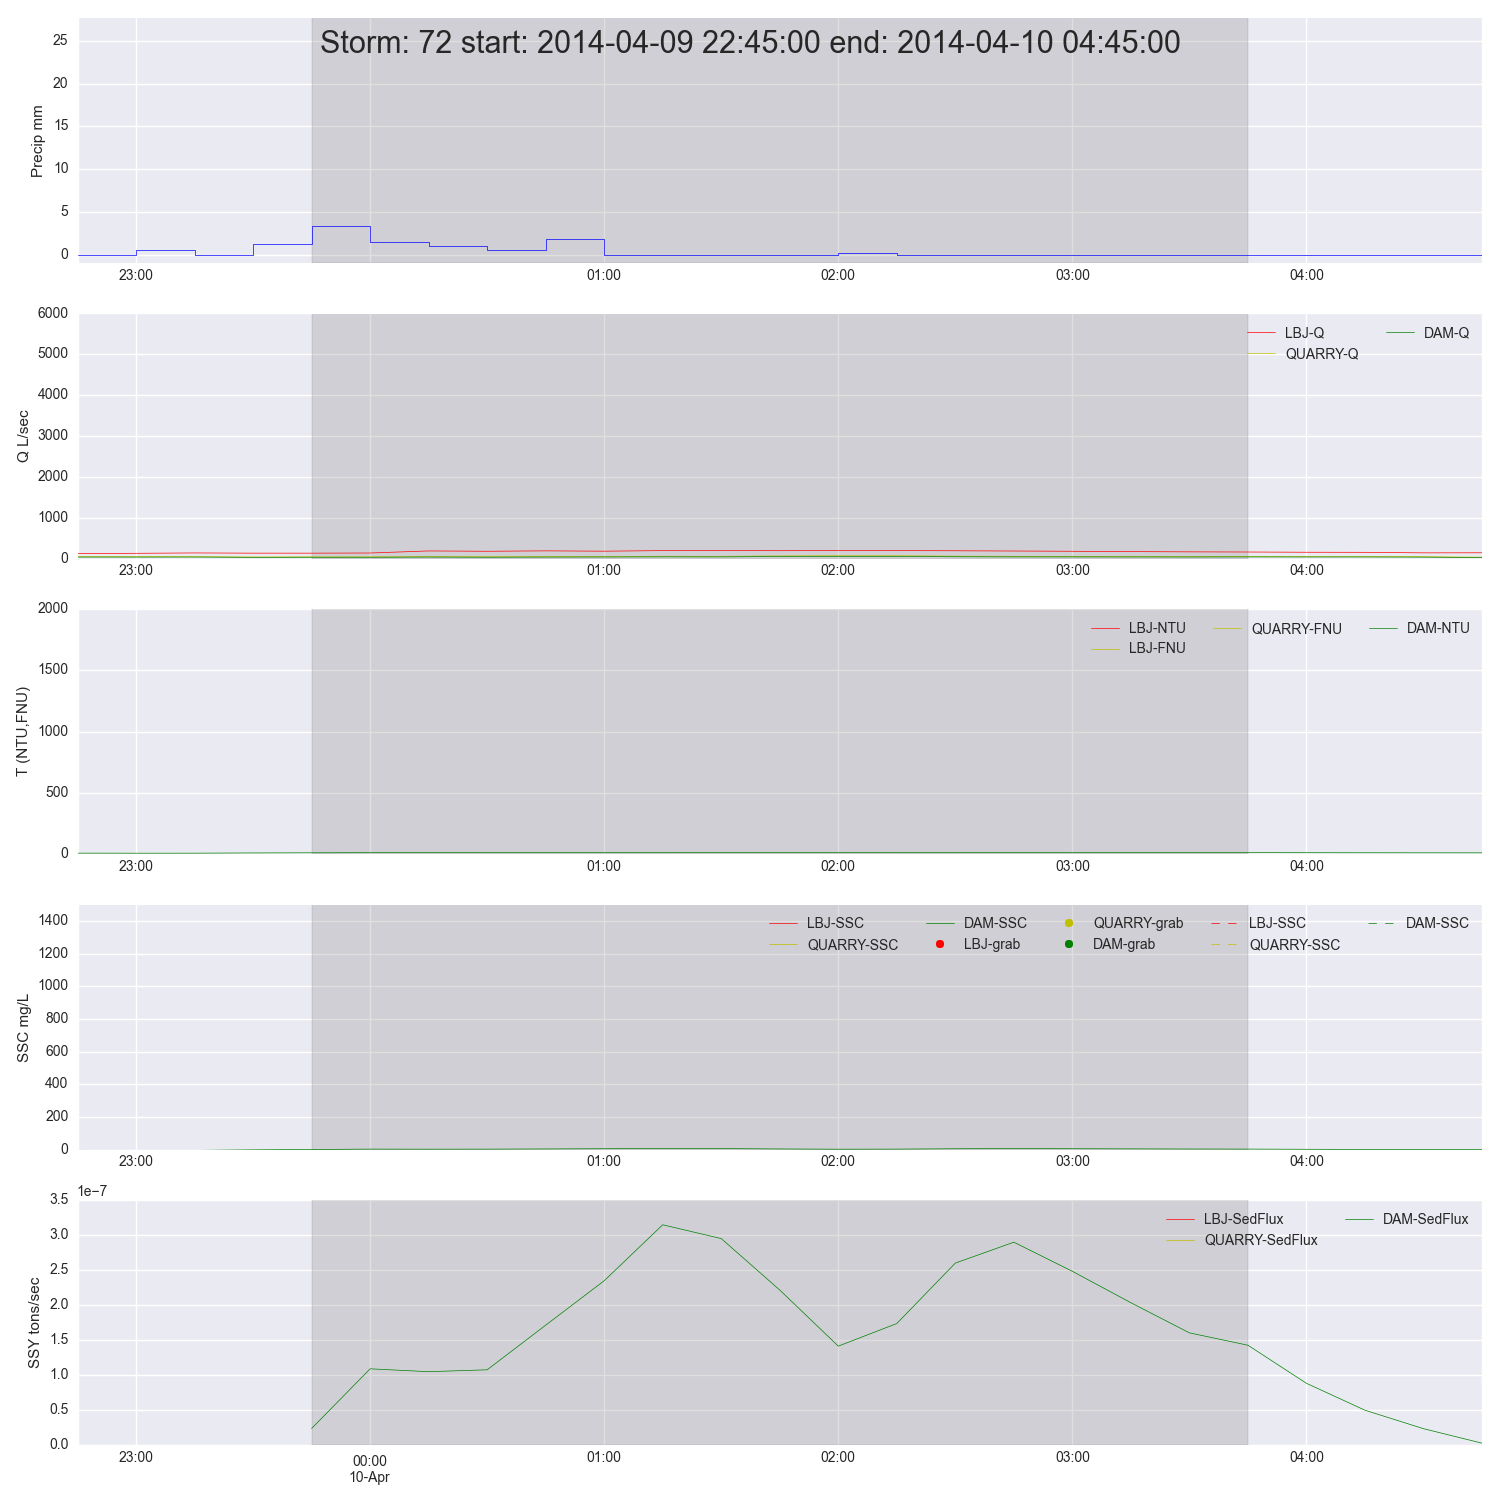 Storm: 72 start: 2014-04-09 22:45:00 end: 2014-04-10 04:45:00
Precip mm
25
20
15
10
5
0
23:00 01:00 02:00 03:00 04:00
Q L/sec
6000
5000
4000
3000
2000
1000
0
LBJ-Q DAM-Q
QUARRY-Q
23:00 01:00 02:00 03:00 04:00
T (NTU,FNU)
2000
1500
1000
500
0
LBJ-NTU QUARRY-FNU DAM-NTU
LBJ-FNU
23:00 01:00 02:00 03:00 04:00
SSC mg/L
1400
1200
1000
800
600
400
200
0
LBJ-SSC DAM-SSC QUARRY-grab LBJ-SSC DAM-SSC
QUARRY-SSC LBJ-grab DAM-grab QUARRY-SSC
23:00 01:00 02:00 03:00 04:00
SSY tons/sec
1e−7
3.5
3.0
2.5
2.0
1.5
1.0
0.5
0.0
LBJ-SedFlux DAM-SedFlux
QUARRY-SedFlux
23:00 00:00 01:00 02:00 03:00 04:00
10-Apr